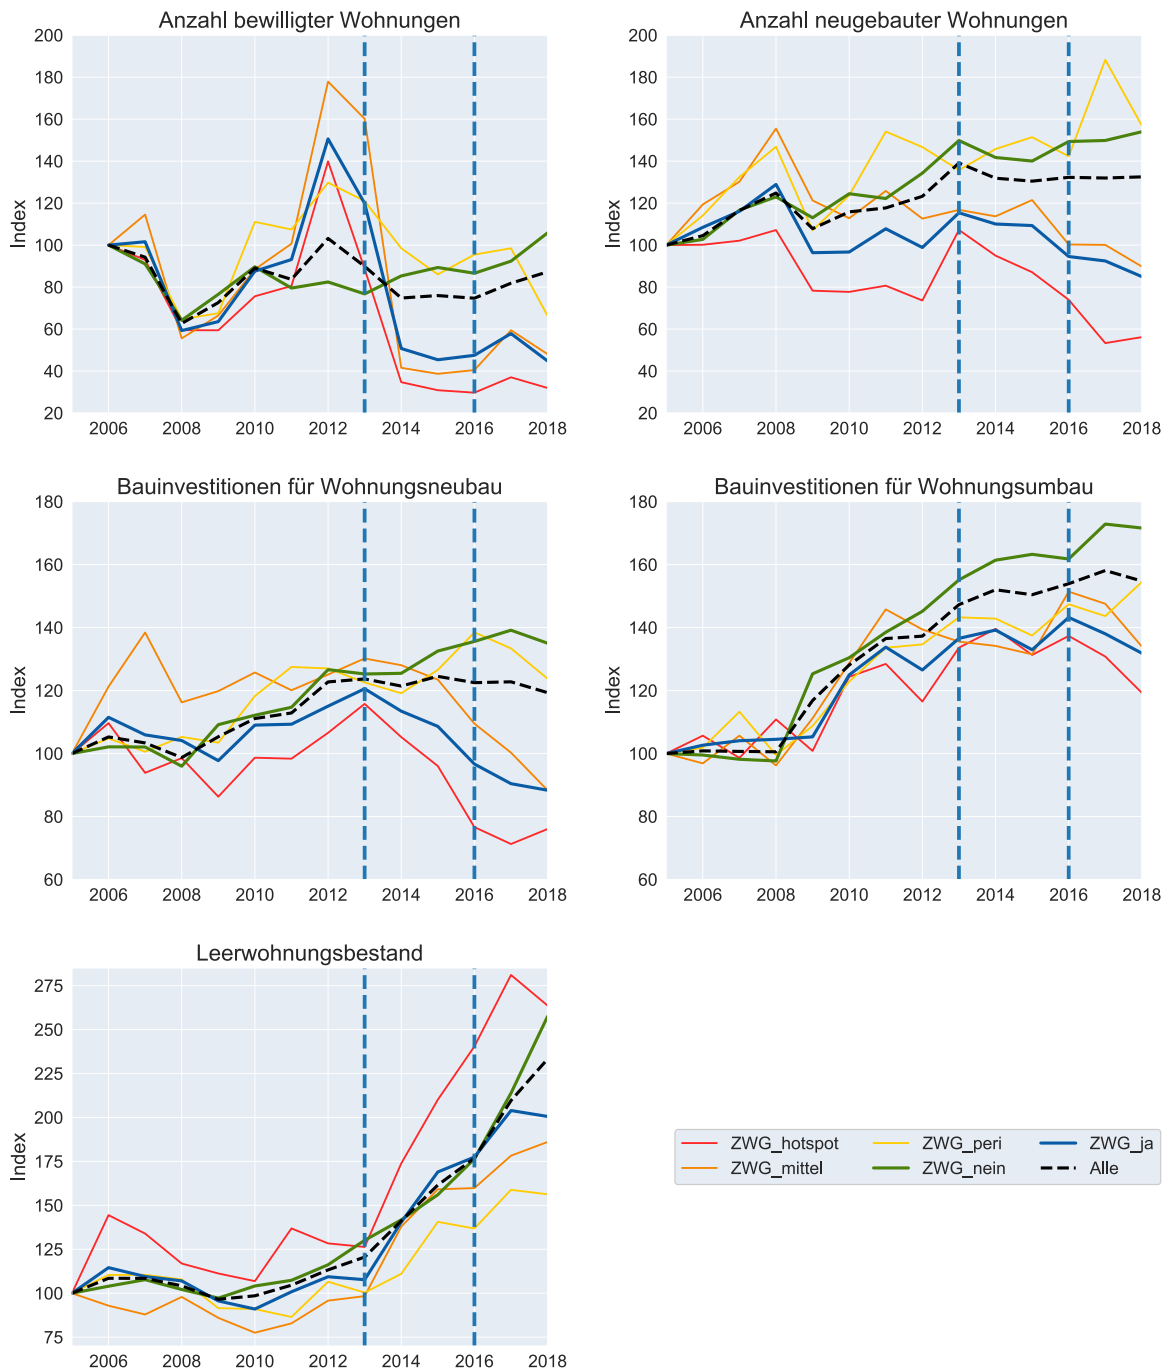 Anzahl bewilligter Wohnungen
200
180
160
140
120
100
80
60
40
20
Index
2006 2008 2010 2012 2014 2016 2018
Anzahl neugebauter Wohnungen
200
180
160
140
120
100
80
60
40
20
Index
2006 2008 2010 2012 2014 2016 2018
Bauinvestitionen für Wohnungsneubau
180
160
140
120
100
80
60
Index
2006 2008 2010 2012 2014 2016 2018
Bauinvestitionen für Wohnungsumbau
180
160
140
120
100
80
60
Index
2006 2008 2010 2012 2014 2016 2018
Leerwohnungsbestand
275
250
225
200
175
150
125
100
75
Index
2006 2008 2010 2012 2014 2016 2018
ZWG_hotspot ZWG_peri ZWG_ja
ZWG_mittel ZWG_nein Alle